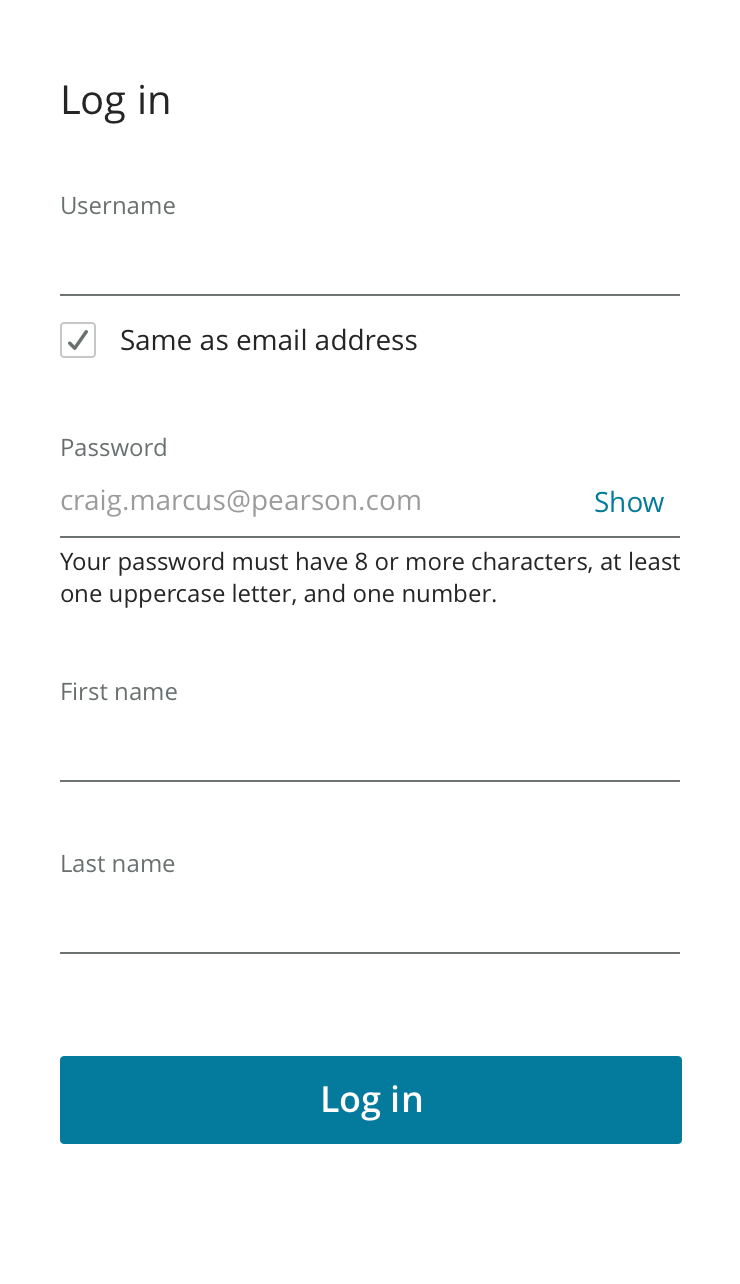 Log in
Username
Same as email address
Password
craig.marcus@pearson.com
Show
Your password must have 8 or more characters, at least
one uppercase letter, and one number.
First name
Last name
Log in